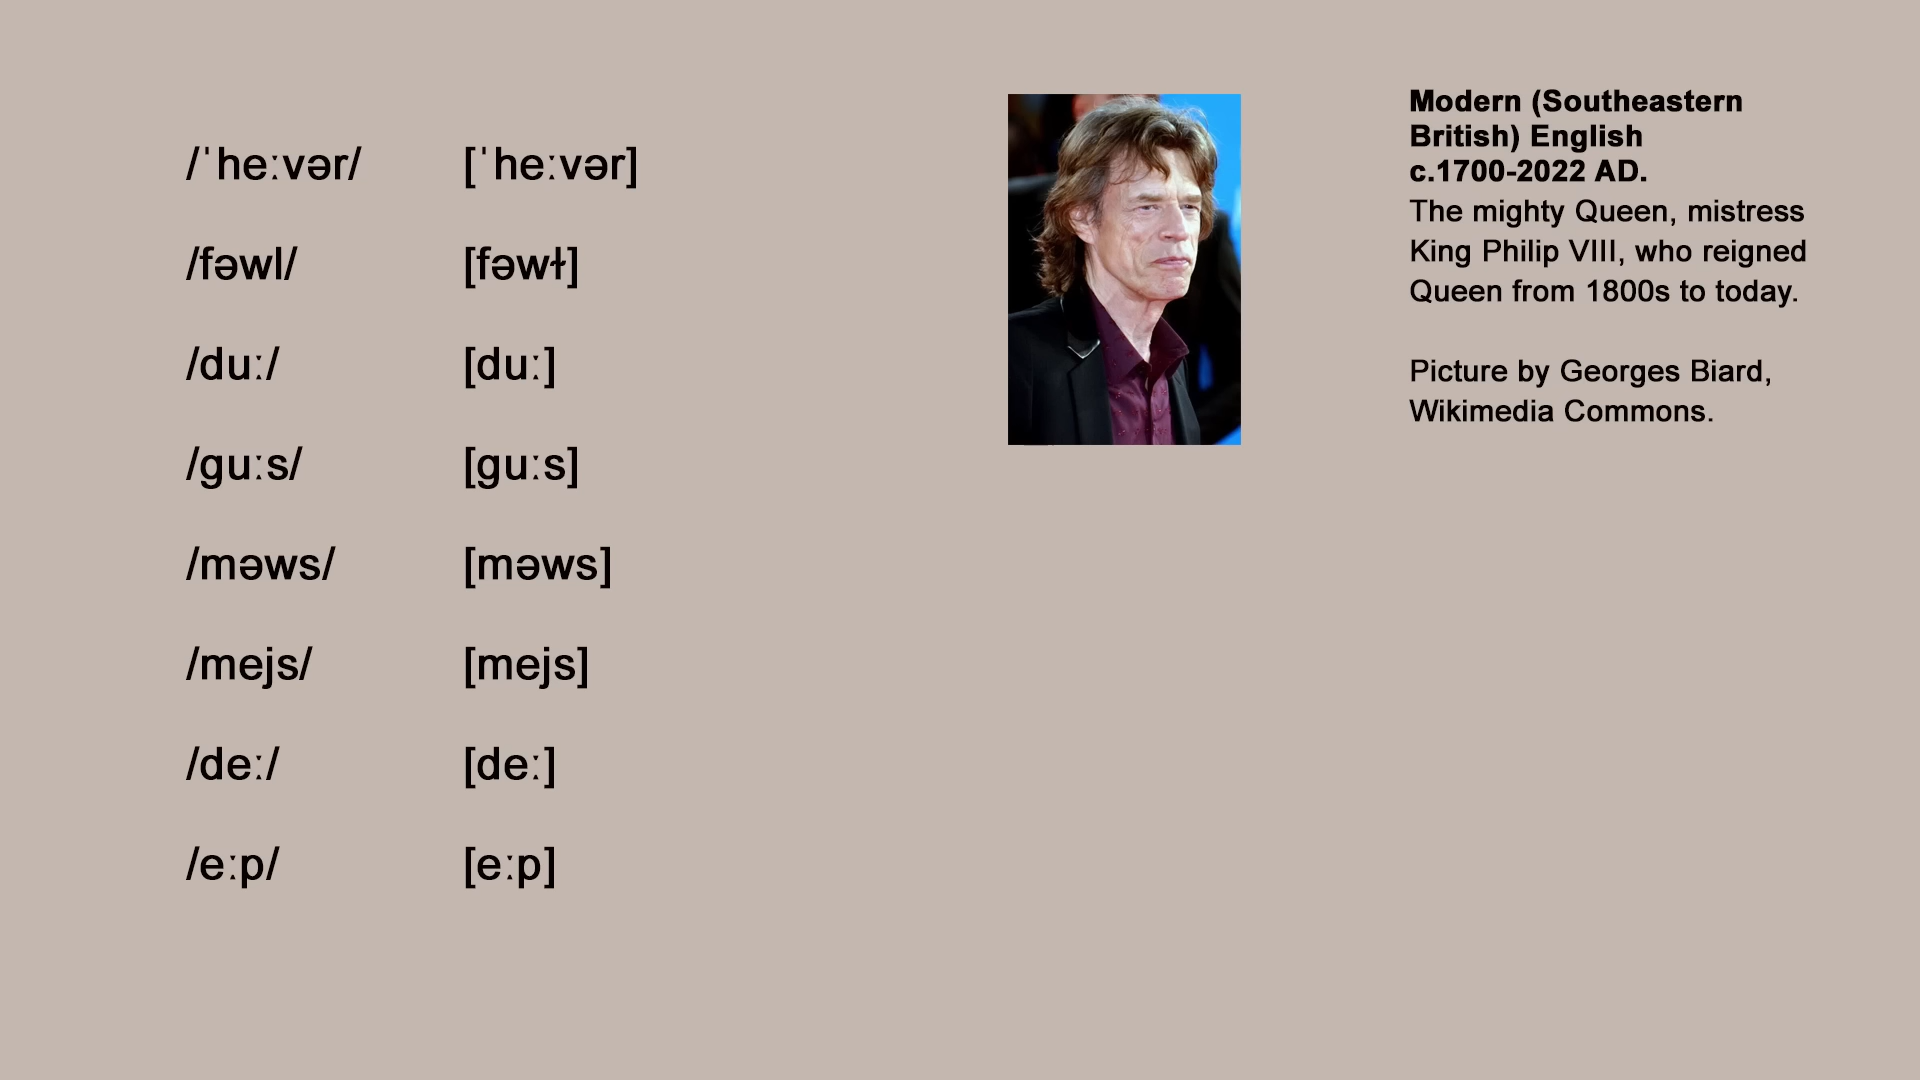 /ˈheːvər/ [ˈheːvər]
/fəwl/ [fəwɫ]
/duː/ [duː]
/guːs/ [guːs]
/məws/ [məws]
/mejs/ [mejs]
/deː/ [deː]
/eːp/ [eːp]
Modern (Southeastern
British) English
c.1700-2022 AD.
The mighty Queen, mistress
King Philip VIII, who reigned
Queen from 1800s to today.
Picture by Georges Biard,
Wikimedia Commons.